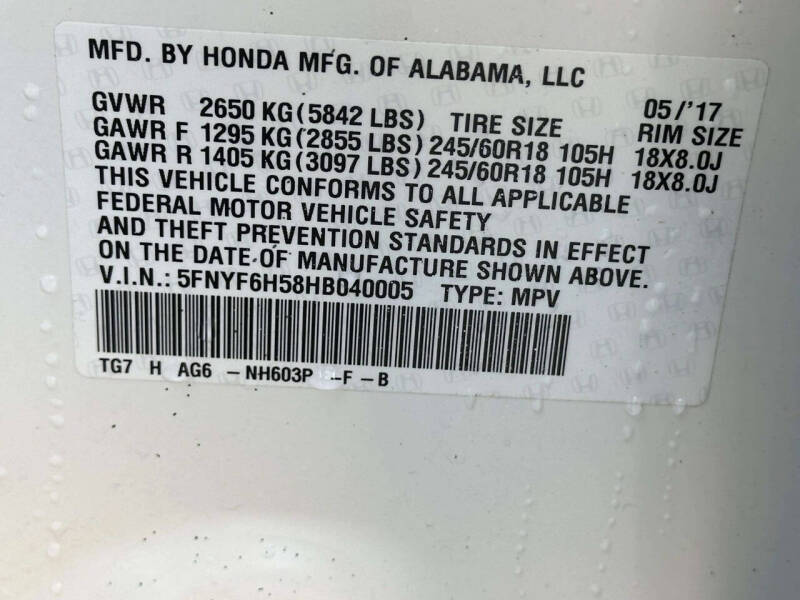 MFD. BY HONDA MFG. OF ALABAMA, LLC
GVWR 2650 KG(5842 LBS) TIRE SIZE 05/'17 RIM SIZE
GAWR F 1295 KG(2855 LBS) 245/60R18 105H 18X8.0J
GAWR R 1405 KG(3097 LBS) 245/60R18 105H 18X8.0J
THIS VEHICLE CONFORMS TO ALL APPLICABLE
FEDERAL MOTOR VEHICLE SAFETY
AND THEFT PREVENTION STANDARDS IN EFFECT
ON THE DATE OF MANUFACTURE SHOWN ABOVE.
V.I.N.: 5FNYF6H58HB040005 TYPE: MPV
TG7 H AG6 -NH603P -F-B